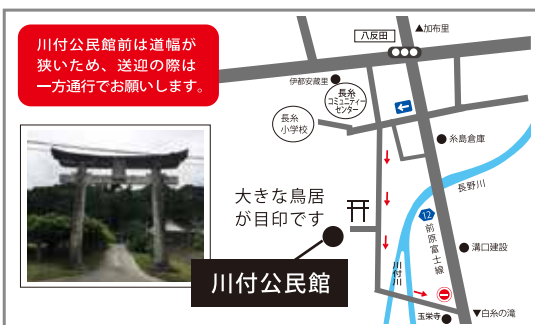 川付公民館前は道幅が
狭いため、送迎の際は
一方通行でお願いします。
▲加布里
八反田
伊都安蔵里
長糸
コミュニティー
センター
長糸
小学校
糸島倉庫
長野川
大きな鳥居
が目印です
12
前原富士線
川付川
溝口建設
川付公民館
玉栄寺
▼白糸の滝